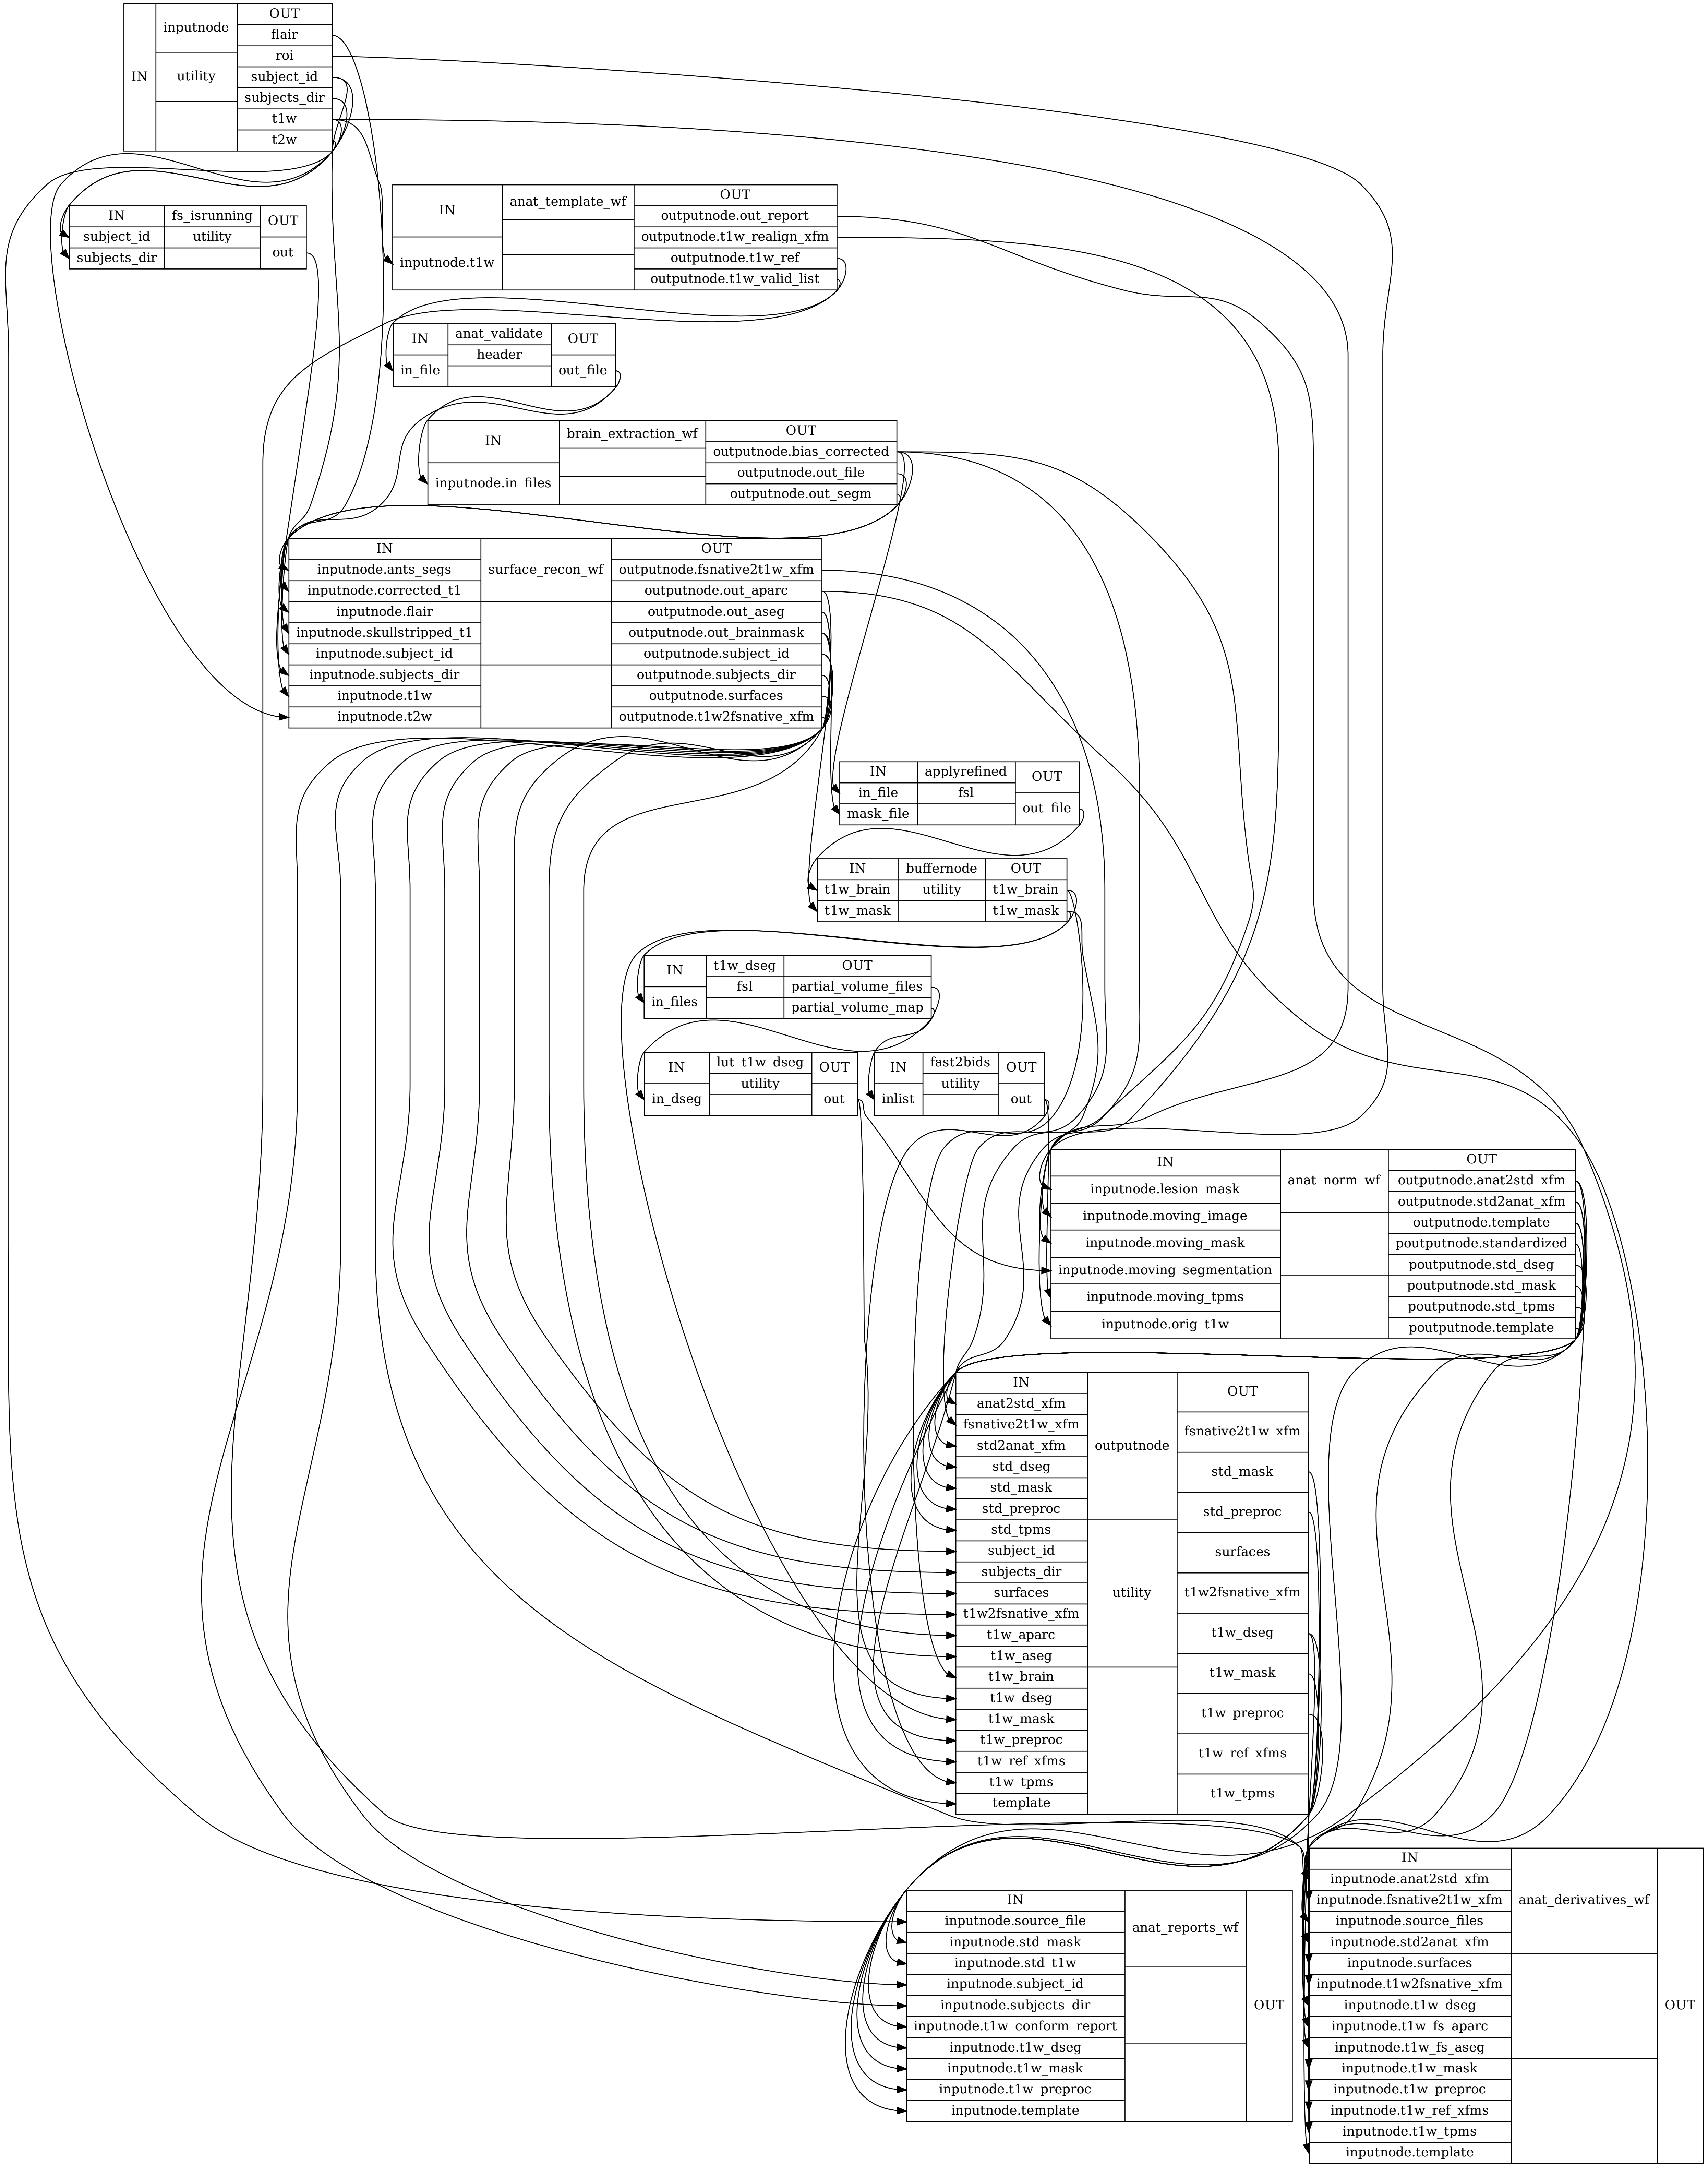 IN
inputnode
utility
OUT
flair
roi
subject_id
subjects_dir
t1w
t2w
IN
subject_id
subjects_dir
fs_isrunning
utility
OUT
out
IN
inputnode.t1w
anat_template_wf
OUT
outputnode.out_report
outputnode.t1w_realign_xfm
outputnode.t1w_ref
outputnode.t1w_valid_list
IN
in_file
anat_validate
header
OUT
out_file
IN
inputnode.in_files
brain_extraction_wf
OUT
outputnode.bias_corrected
outputnode.out_file
outputnode.out_segm
IN
inputnode.ants_segs
inputnode.corrected_t1
inputnode.flair
inputnode.skullstripped_t1
inputnode.subject_id
inputnode.subjects_dir
inputnode.t1w
inputnode.t2w
surface_recon_wf
OUT
outputnode.fsnative2t1w_xfm
outputnode.out_aparc
outputnode.out_aseg
outputnode.out_brainmask
outputnode.subject_id
outputnode.subjects_dir
outputnode.surfaces
outputnode.t1w2fsnative_xfm
IN
in_file
mask_file
applyrefined
fsl
OUT
out_file
IN
t1w_brain
t1w_mask
buffernode
utility
OUT
t1w_brain
t1w_mask
IN
in_files
t1w_dseg
fsl
OUT
partial_volume_files
partial_volume_map
IN
in_dseg
lut_t1w_dseg
utility
OUT
out
IN
inlist
fast2bids
utility
OUT
out
IN
inputnode.lesion_mask
inputnode.moving_image
inputnode.moving_mask
inputnode.moving_segmentation
inputnode.moving_tpms
inputnode.orig_t1w
anat_norm_wf
OUT
outputnode.anat2std_xfm
outputnode.std2anat_xfm
outputnode.template
poutputnode.standardized
poutputnode.std_dseg
poutputnode.std_mask
poutputnode.std_tpms
poutputnode.template
IN
anat2std_xfm
fsnative2t1w_xfm
std2anat_xfm
std_dseg
std_mask
std_preproc
std_tpms
subject_id
subjects_dir
surfaces
t1w2fsnative_xfm
t1w_aparc
t1w_aseg
t1w_brain
t1w_dseg
t1w_mask
t1w_preproc
t1w_ref_xfms
t1w_tpms
template
outputnode
utility
OUT
fsnative2t1w_xfm
std_mask
std_preproc
surfaces
t1w2fsnative_xfm
t1w_dseg
t1w_mask
t1w_preproc
t1w_ref_xfms
t1w_tpms
IN
inputnode.source_file
inputnode.std_mask
inputnode.std_t1w
inputnode.subject_id
inputnode.subjects_dir
inputnode.t1w_conform_report
inputnode.t1w_dseg
inputnode.t1w_mask
inputnode.t1w_preproc
inputnode.template
anat_reports_wf
OUT
IN
inputnode.anat2std_xfm
inputnode.fsnative2t1w_xfm
inputnode.source_files
inputnode.std2anat_xfm
inputnode.surfaces
inputnode.t1w2fsnative_xfm
inputnode.t1w_dseg
inputnode.t1w_fs_aparc
inputnode.t1w_fs_aseg
inputnode.t1w_mask
inputnode.t1w_preproc
inputnode.t1w_ref_xfms
inputnode.t1w_tpms
inputnode.template
anat_derivatives_wf
OUT